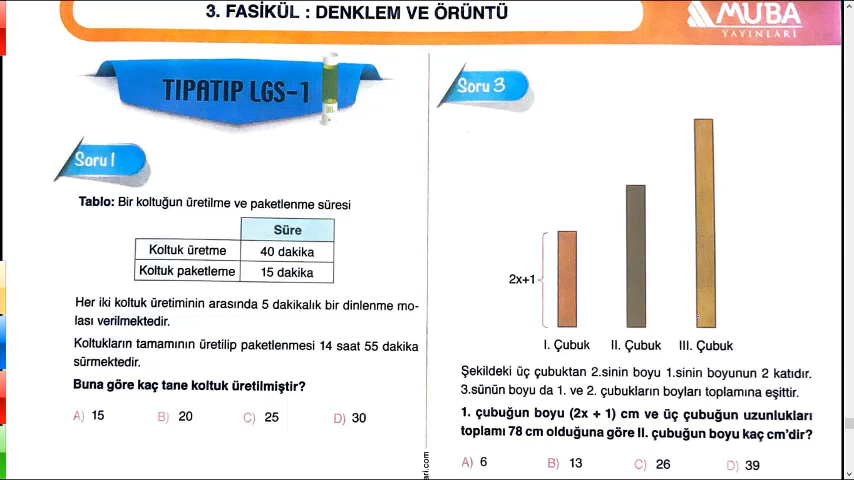 3. FASİKÜL : DENKLEM VE ÖRÜNTÜ
MUBA
YAYINLARI
TIPATIP LGS-1
Soru 1
Tablo: Bir koltuğun üretilme ve paketlenme süresi
Süre
Koltuk üretme 40 dakika
Koltuk paketleme 15 dakika
Her iki koltuk üretiminin arasında 5 dakikalık bir dinlenme mo-
lası verilmektedir.
Koltukların tamamının üretilip paketlenmesi 14 saat 55 dakika
sürmektedir.
Buna göre kaç tane koltuk üretilmiştir?
A) 15 B) 20 C) 25 D) 30
Soru 3
2x+1
I. Çubuk II. Çubuk III. Çubuk
Şekildeki üç çubuktan 2.sinin boyu 1.sinin boyunun 2 katıdır.
3.sünün boyu da 1. ve 2. çubukların boyları toplamına eşittir.
1. çubuğun boyu (2x + 1) cm ve üç çubuğun uzunlukları
toplamı 78 cm olduğuna göre II. çubuğun boyu kaç cm'dir?
A) 6 B) 13 C) 26 D) 39
ari.com